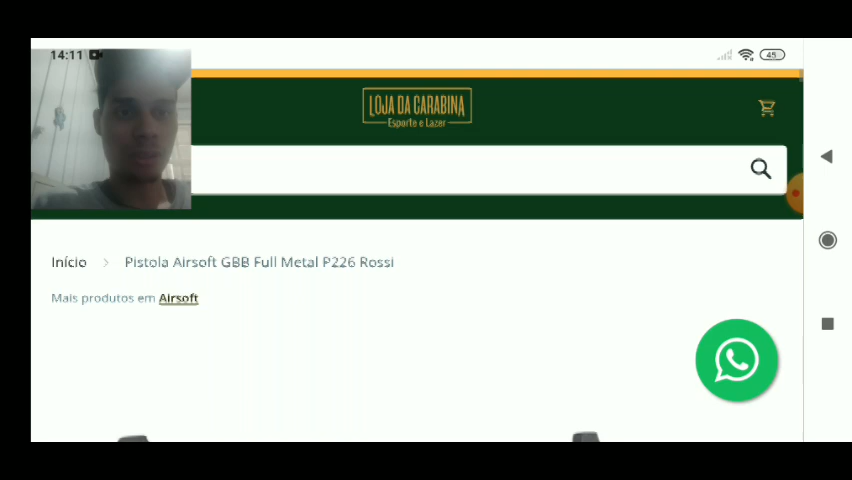 14:11
45
LOJA DA CARABINA
Esporte e Lazer
Início > Pistola Airsoft GBB Full Metal P226 Rossi
Mais produtos em Airsoft